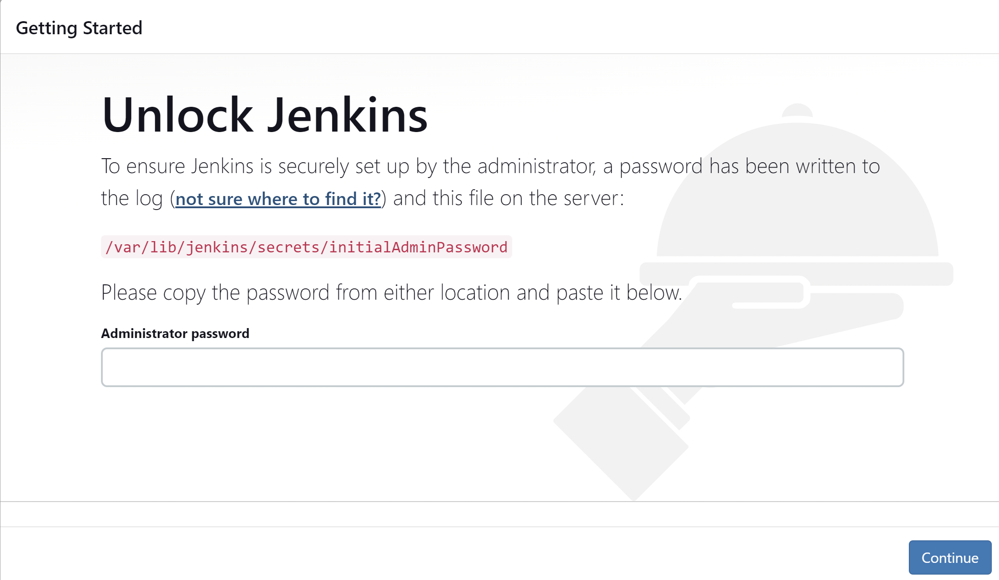 Getting Started
Unlock Jenkins
To ensure Jenkins is securely set up by the administrator, a password has been written to
the log (not sure where to find it?) and this file on the server:
/var/lib/jenkins/secrets/initialAdminPassword
Please copy the password from either location and paste it below.
Administrator password
Continue